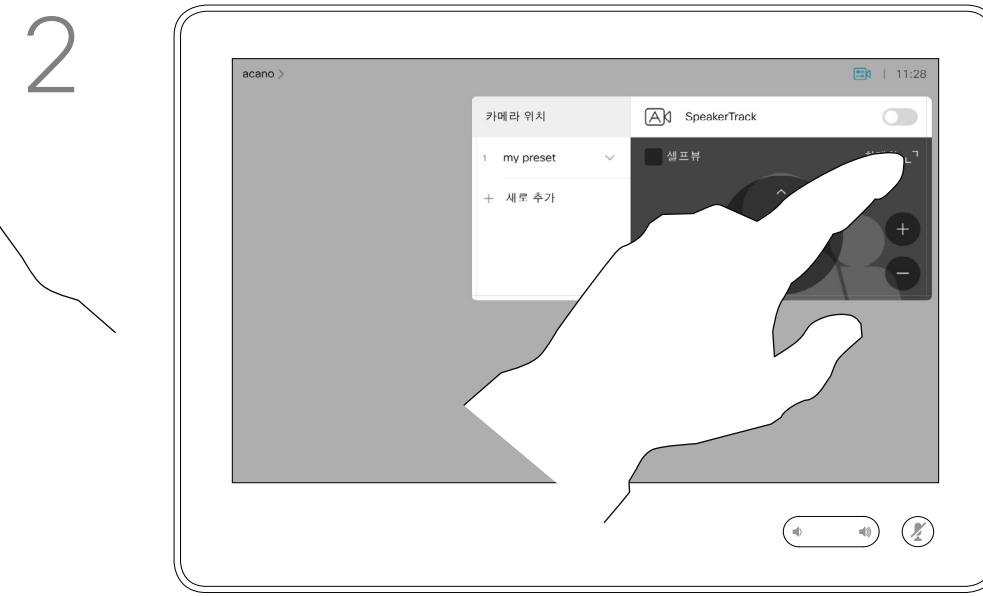 2
acano >
11:28
카메라 위치
SpeakerTrack
1 my preset
셀프뷰
+ 새로 추가